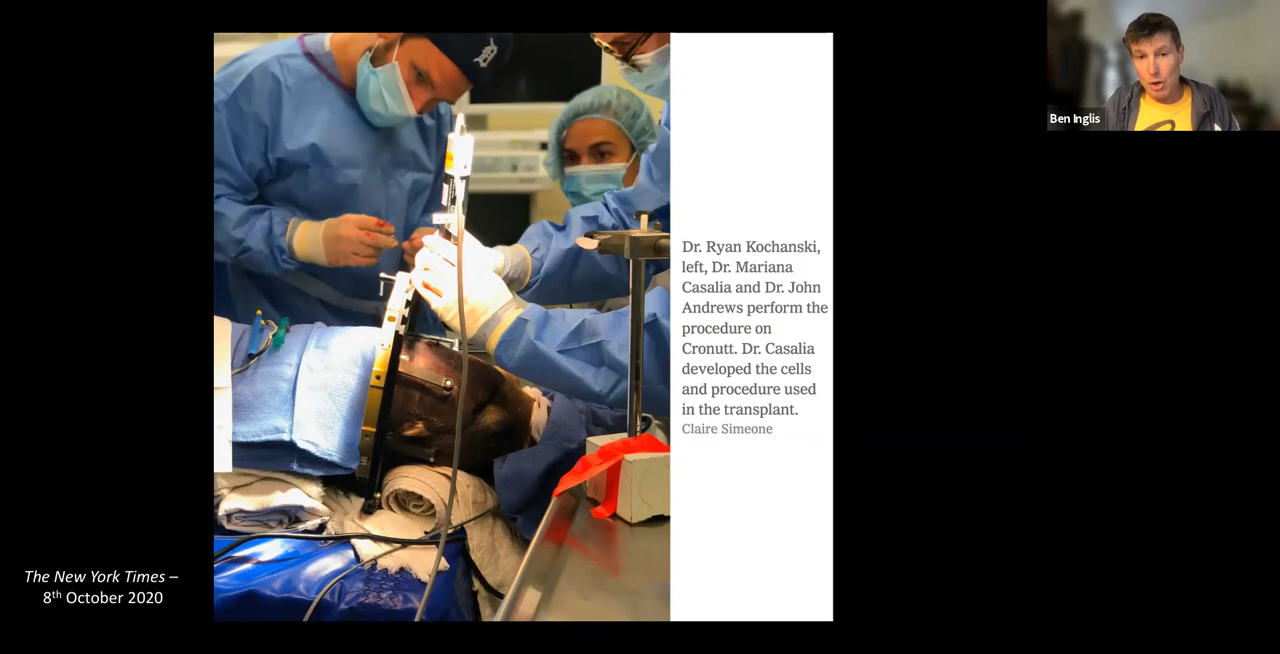 Ben Inglis
Dr. Ryan Kochanski,
left, Dr. Mariana
Casalia and Dr. John
Andrews perform the
procedure on
Cronutt. Dr. Casalia
developed the cells
and procedure used
in the transplant.
Claire Simeone
The New York Times –
8th October 2020